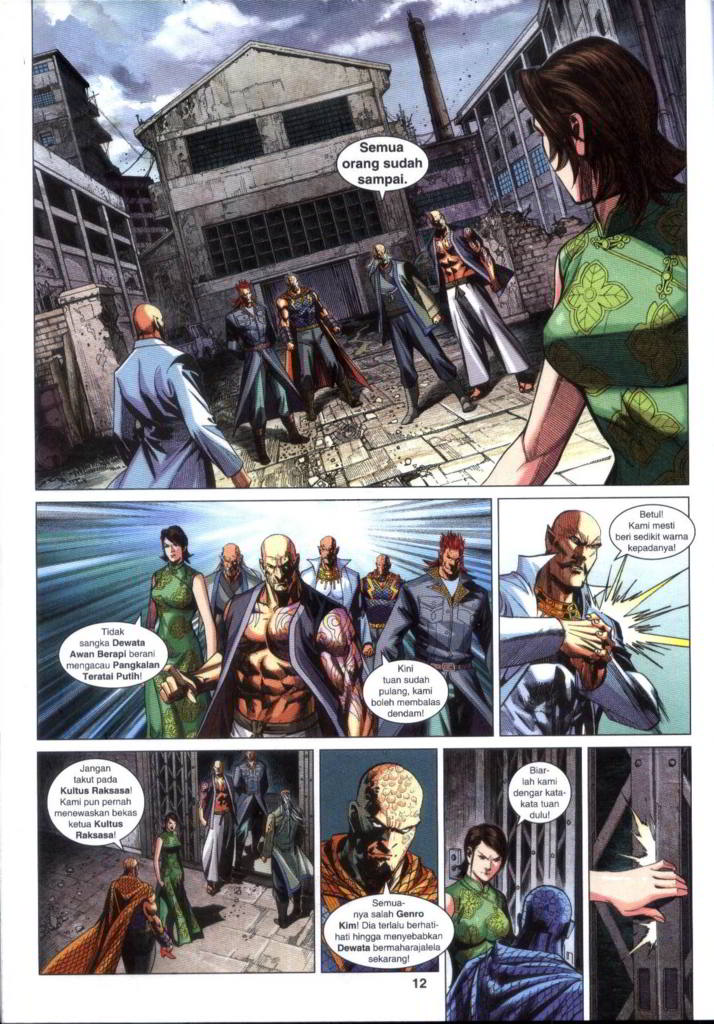 Semua
orang sudah
sampai.
Tidak
sangka Dewata
Awan Berapi berani
mengacau Pangkalan
Teratai Putih!
Kini
tuan sudah
pulang, kami
boleh membalas
dendam!
Betul!
Kami mesti
beri sedikit warna
kepadanya!
Jangan
takut pada
Kultus Raksasa!
Kami pun pernah
menewaskan bekas
ketua Kultus
Raksasa!
Semua-
nya salah Genro
Kim! Dia terlalu berhati-
hati hingga menyebabkan
Dewata bermaharajalela
sekarang!
Biar-
lah kami
dengar kata-
kata tuan
dulu!
12